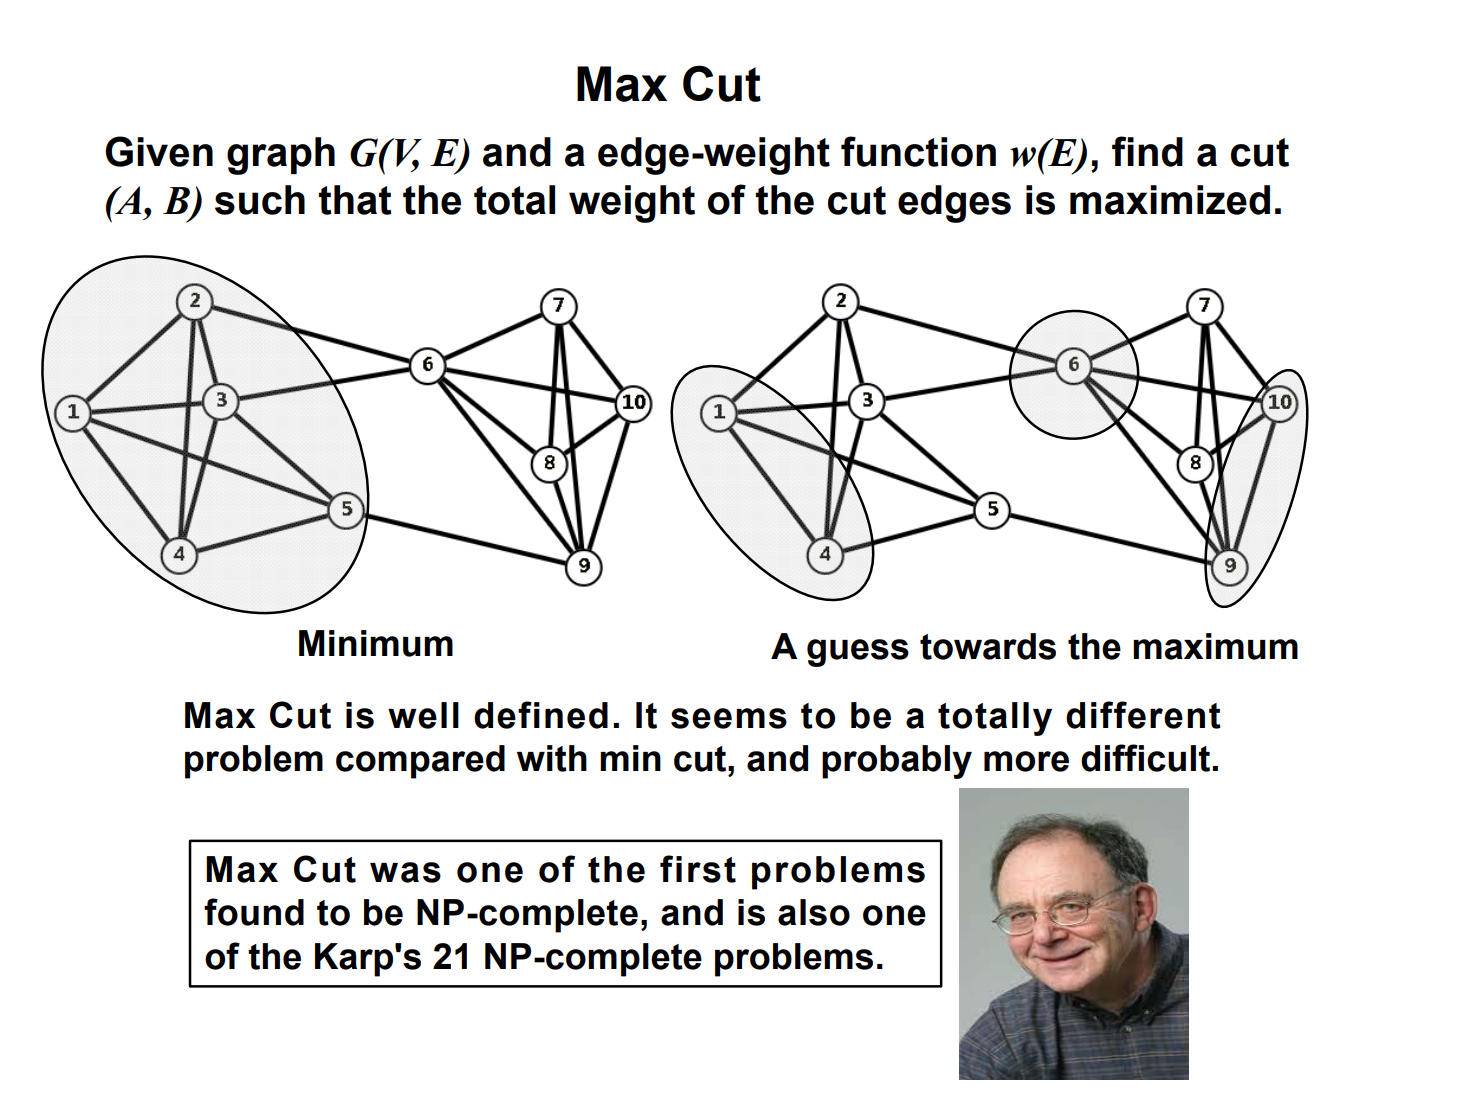 Max Cut
Given graph G(V, E) and a edge-weight function w(E), find a cut
(A, B) such that the total weight of the cut edges is maximized.
2
7
6
3
10
1
8
5
4
9
Minimum
2
7
6
3
10
1
8
5
4
9
A guess towards the maximum
Max Cut is well defined. It seems to be a totally different
problem compared with min cut, and probably more difficult.
Max Cut was one of the first problems
found to be NP-complete, and is also one
of the Karp's 21 NP-complete problems.